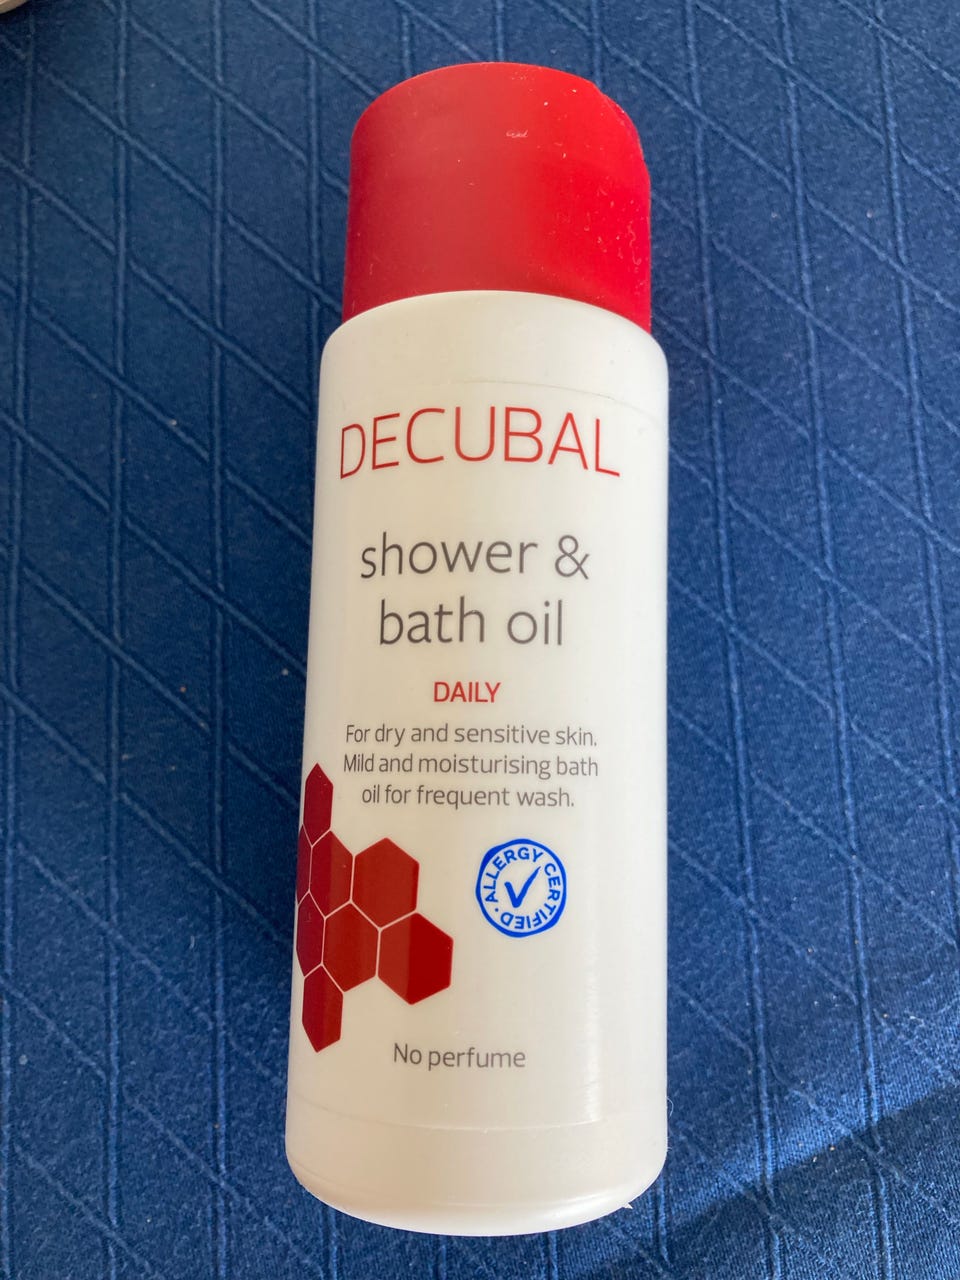 DECUBAL
shower &
bath oil
DAILY
For dry and sensitive skin.
Mild and moisturising bath
oil for frequent wash.
ALLERGY CERTIFIED
No perfume